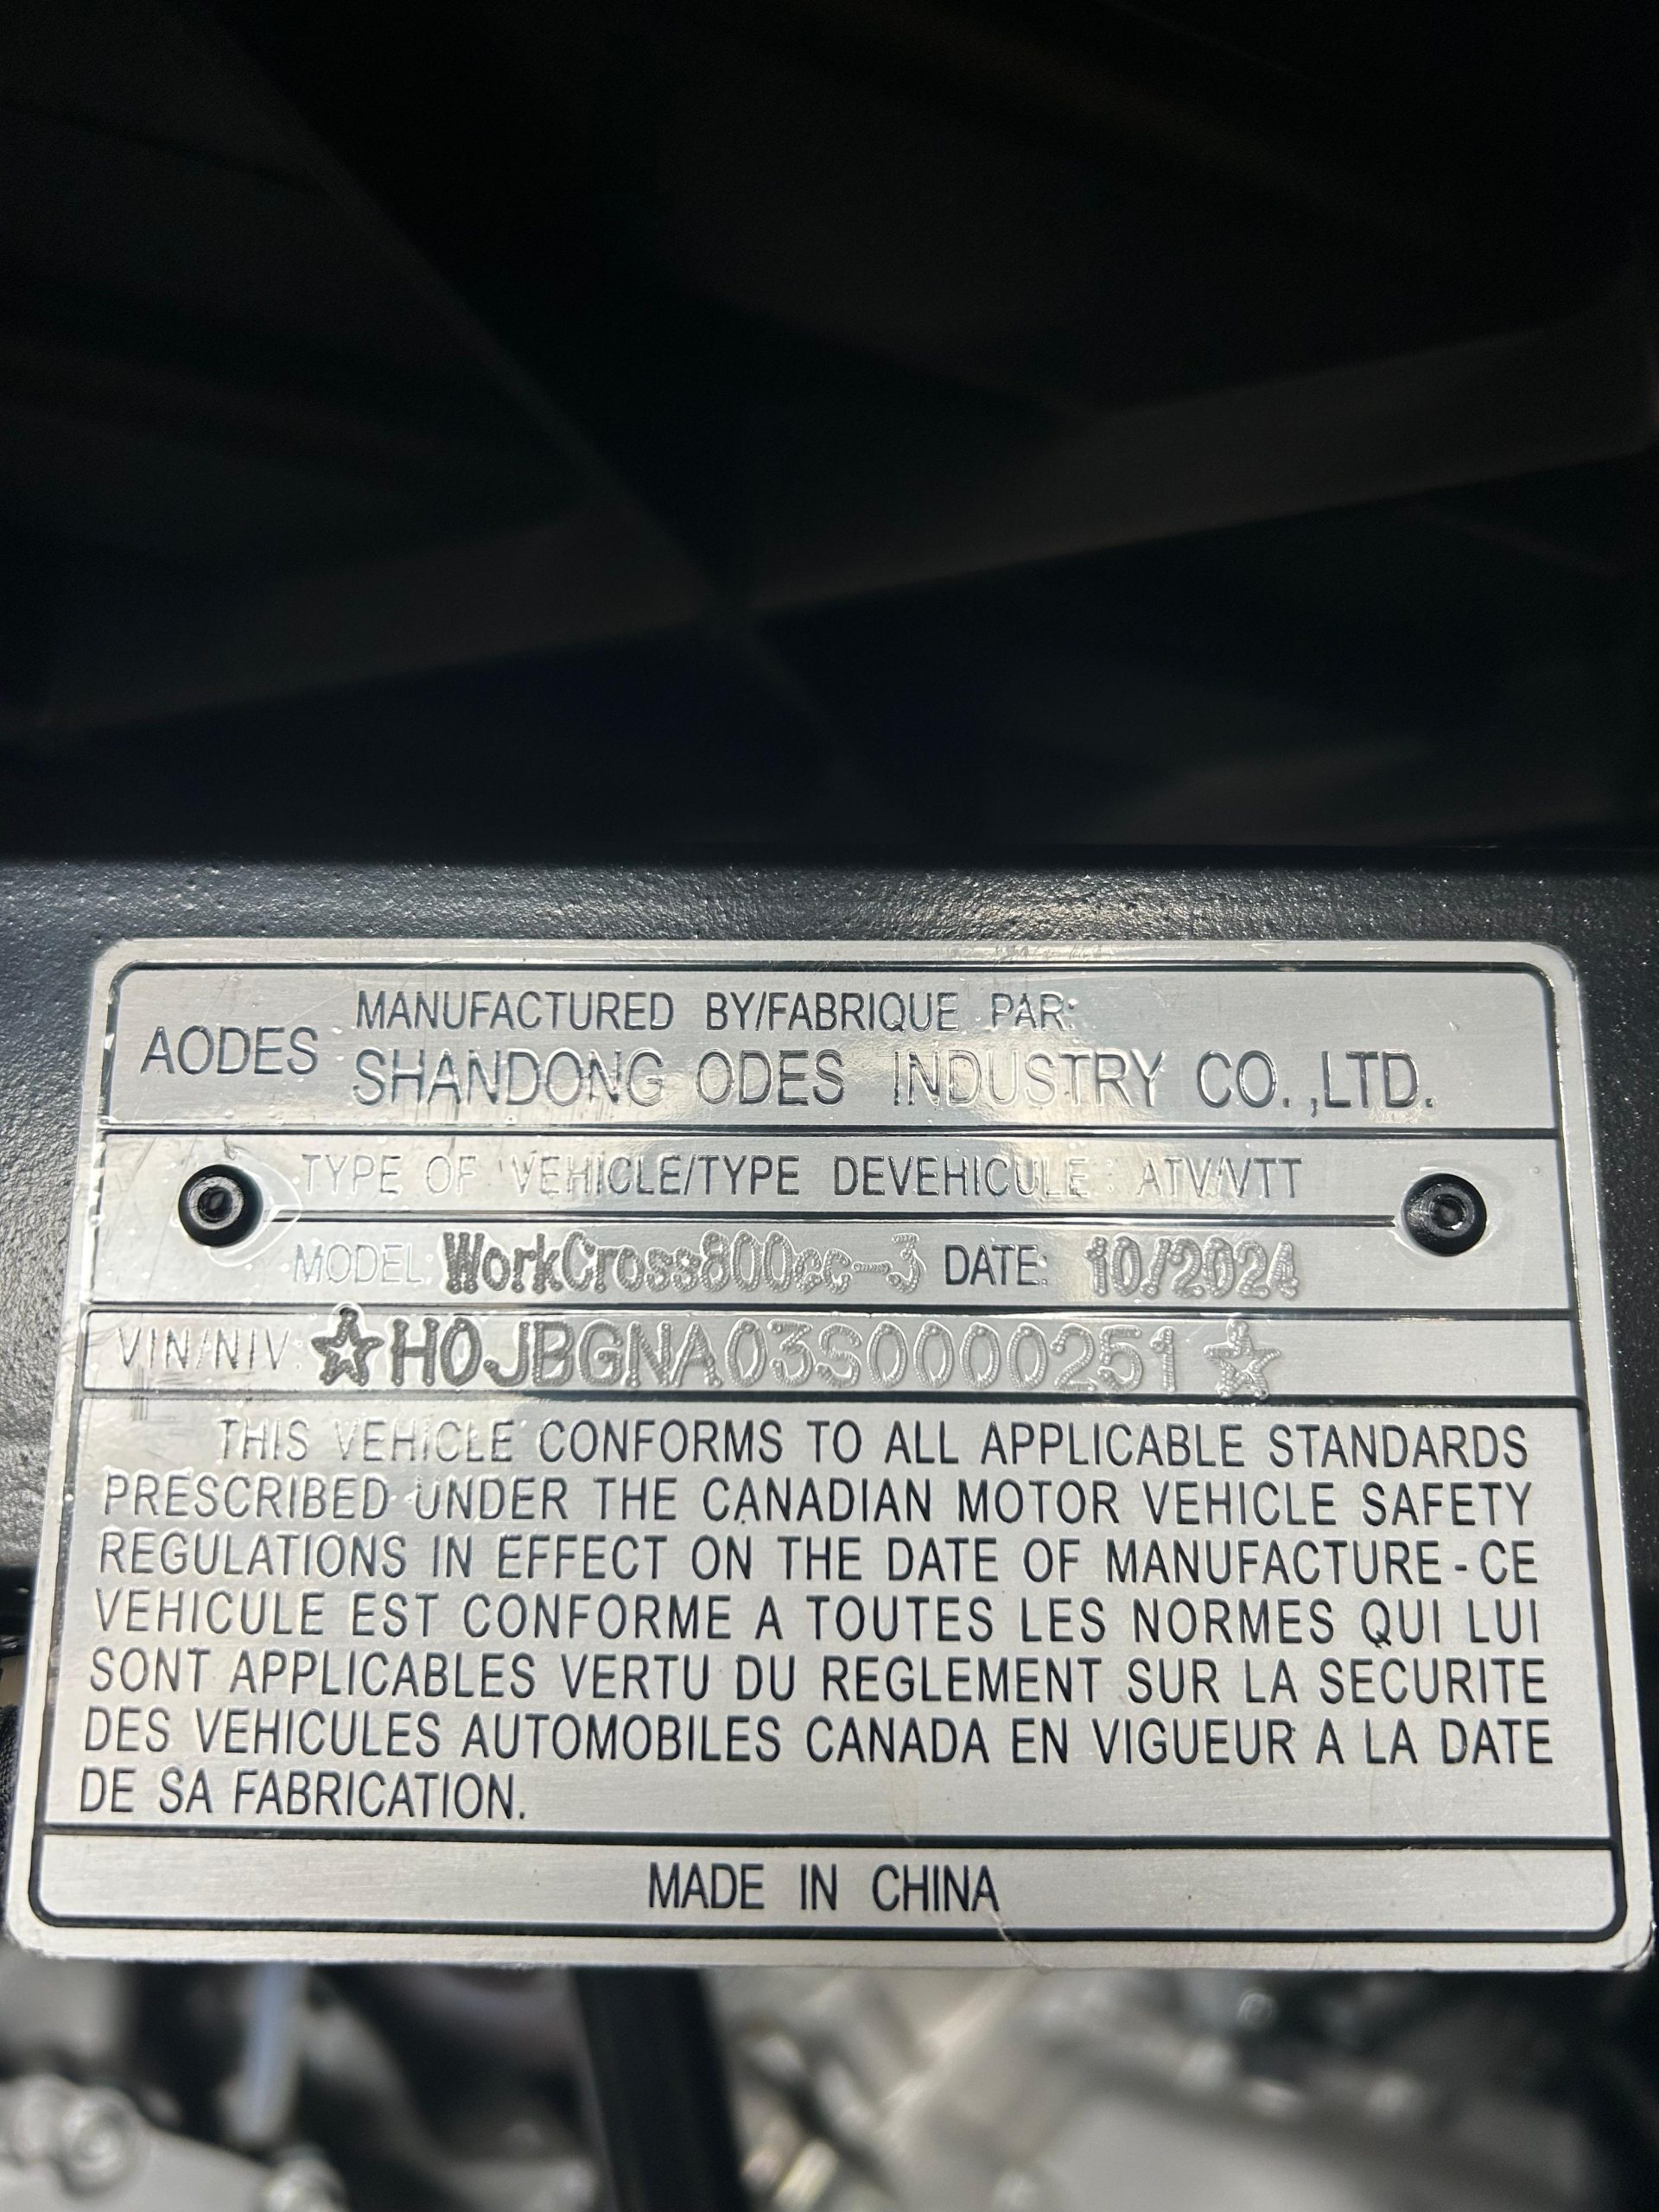 AODES
MANUFACTURED BY/FABRIQUE PAR:
SHANDONG ODES INDUSTRY CO.,LTD.
TYPE OF VEHICLE/TYPE DEVEHICULE: ATV/VTT
MODEL: WorkCross800cc-3 DATE: 10/2024
VIN/NIV: ☆H0JBGNA03S0000251☆
THIS VEHICLE CONFORMS TO ALL APPLICABLE STANDARDS
PRESCRIBED UNDER THE CANADIAN MOTOR VEHICLE SAFETY
REGULATIONS IN EFFECT ON THE DATE OF MANUFACTURE-CE
VEHICULE EST CONFORME A TOUTES LES NORMES QUI LUI
SONT APPLICABLES VERTU DU REGLEMENT SUR LA SECURITE
DES VEHICULES AUTOMOBILES CANADA EN VIGUEUR A LA DATE
DE SA FABRICATION.
MADE IN CHINA